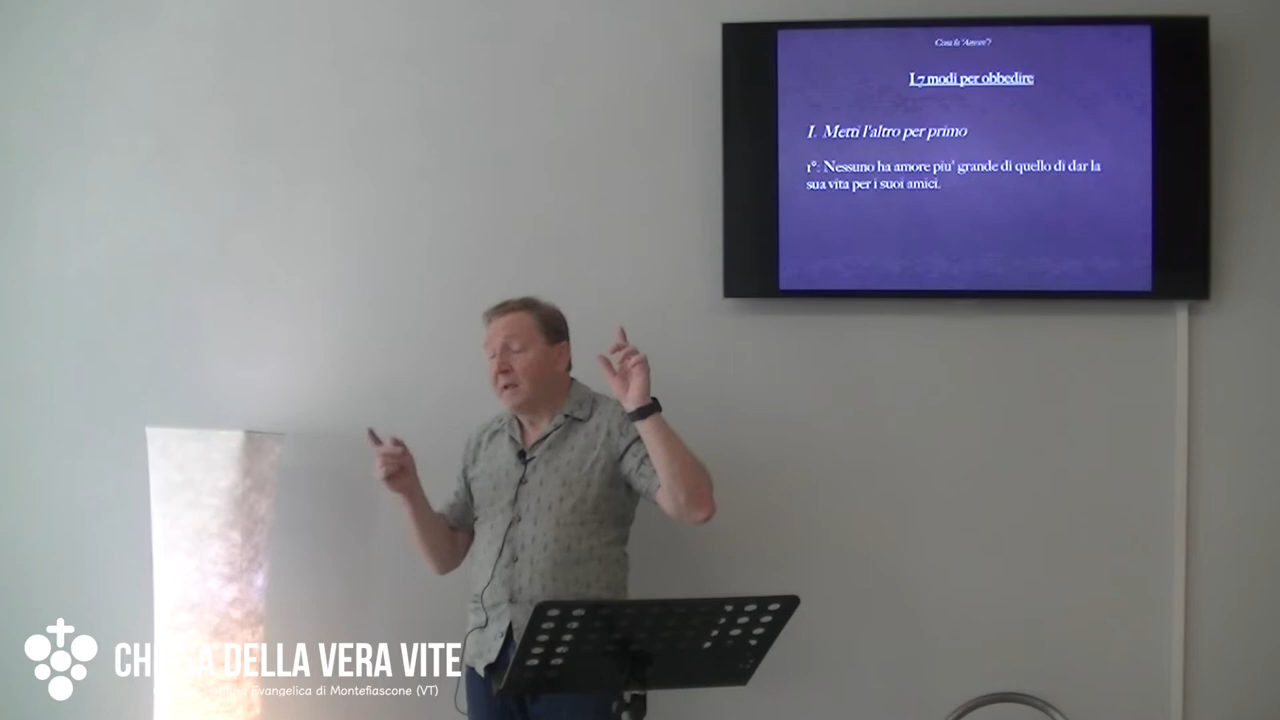 Cosa fa "Amore"?
I 7 modi per obbedire
I. Metti l'altro per primo
1°: Nessuno ha amore piu' grande di quello di dar la
sua vita per i suoi amici.
DELLA VERA VITE
Evangelica di Montefiascone (VT)